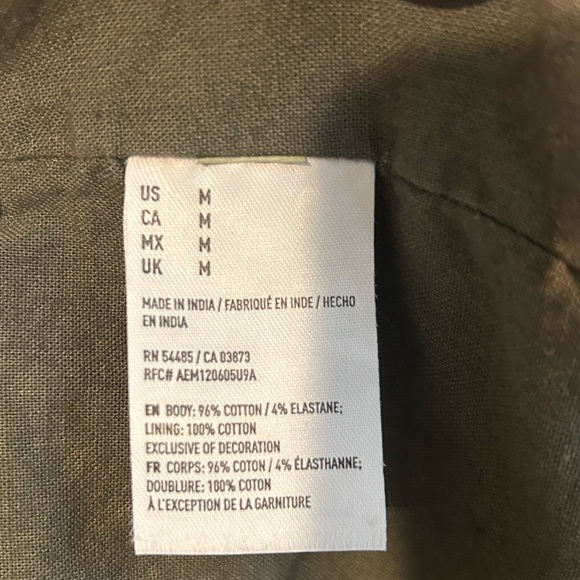 US M
CA M
MX M
UK M
MADE IN INDIA / FABRIQUÉ EN INDE / HECHO
EN INDIA
RN 54485 / CA 03873
RFC# AEM120605U9A
EN BODY: 96% COTTON / 4% ELASTANE;
LINING: 100% COTTON
EXCLUSIVE OF DECORATION
FR CORPS: 96% COTON / 4% ÉLASTHANNE;
DOUBLURE: 100% COTON
À L'EXCEPTION DE LA GARNITURE